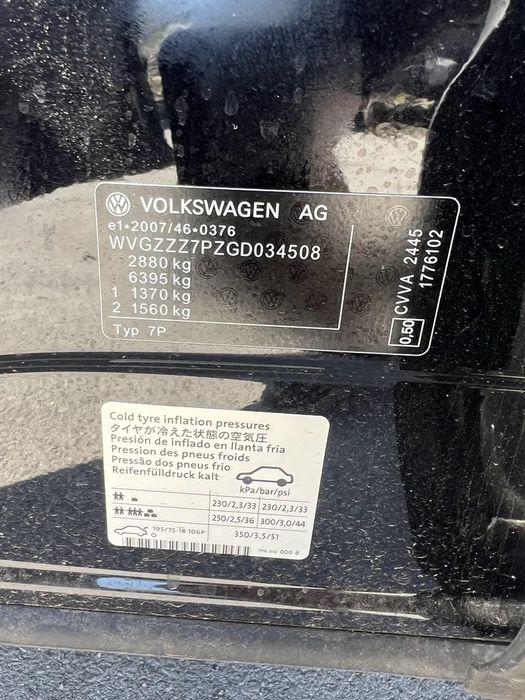 VOLKSWAGEN AG
e1*2007/46*0376
WVGZZZ7PZGD034508
2880 kg
6395 kg
1 1370 kg
2 1560 kg
Typ 7P
0,50 CVVA 2445
1776102
Cold tyre inflation pressures
タイヤが冷えた状態の空気圧
Presión de inflado en llanta fría
Pression des pneus froids
Pressão dos pneus frio
Reifenfülldruck kalt
kPa/bar/psi
230/2,3/33 230/2,3/33
250/2,5/36 300/3,0/44
195/75-18 106P 350/3,5/51
7P6 010 000 B